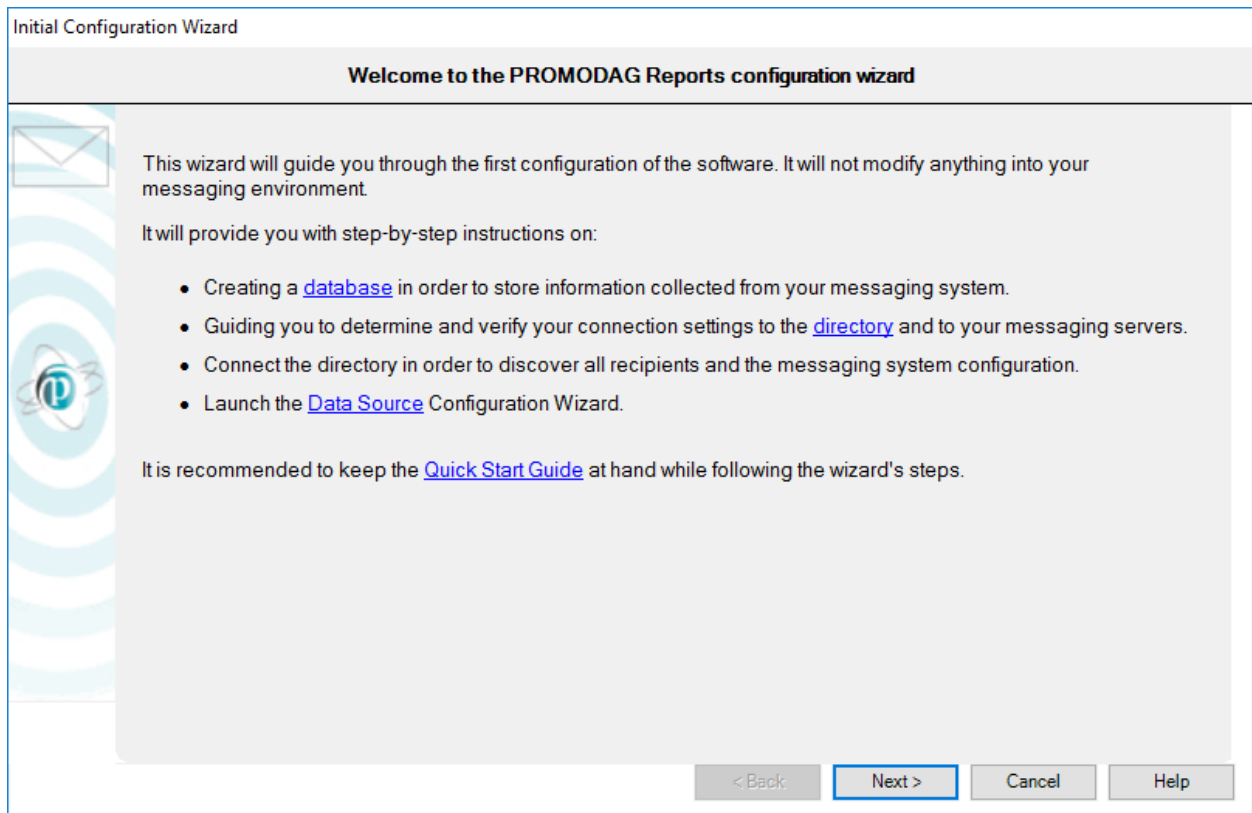 Initial Configuration Wizard
Welcome to the PROMODAG Reports configuration wizard
This wizard will guide you through the first configuration of the software. It will not modify anything into your
messaging environment.
It will provide you with step-by-step instructions on:
• Creating a database in order to store information collected from your messaging system.
• Guiding you to determine and verify your connection settings to the directory and to your messaging servers.
• Connect the directory in order to discover all recipients and the messaging system configuration.
• Launch the Data Source Configuration Wizard.
It is recommended to keep the Quick Start Guide at hand while following the wizard's steps.
< Back Next > Cancel Help